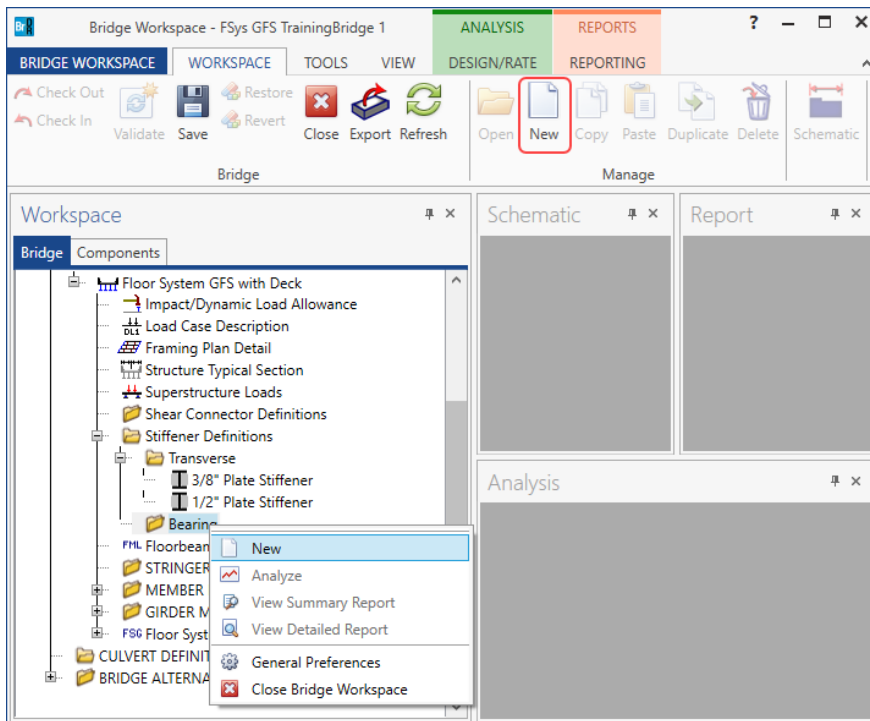 Br R
Bridge Workspace - FSys GFS TrainingBridge 1
ANALYSIS
REPORTS
?
BRIDGE WORKSPACE
WORKSPACE
TOOLS
VIEW
DESIGN/RATE
REPORTING
Check Out
Check In
Validate
Save
Restore
Revert
Close
Export
Refresh
Open
New
Copy
Paste
Duplicate
Delete
Schematic
Bridge
Manage
Workspace
Schematic
Report
Bridge
Components
Floor System GFS with Deck
Impact/Dynamic Load Allowance
DL1 Load Case Description
Framing Plan Detail
Structure Typical Section
Superstructure Loads
Shear Connector Definitions
Stiffener Definitions
Transverse
3/8" Plate Stiffener
1/2" Plate Stiffener
Analysis
Bearing
FML Floorbean
STRINGER
MEMBER
GIRDER M
FSG Floor Syst
CULVERT DEFINIT
BRIDGE ALTERNA
New
Analyze
View Summary Report
View Detailed Report
General Preferences
Close Bridge Workspace